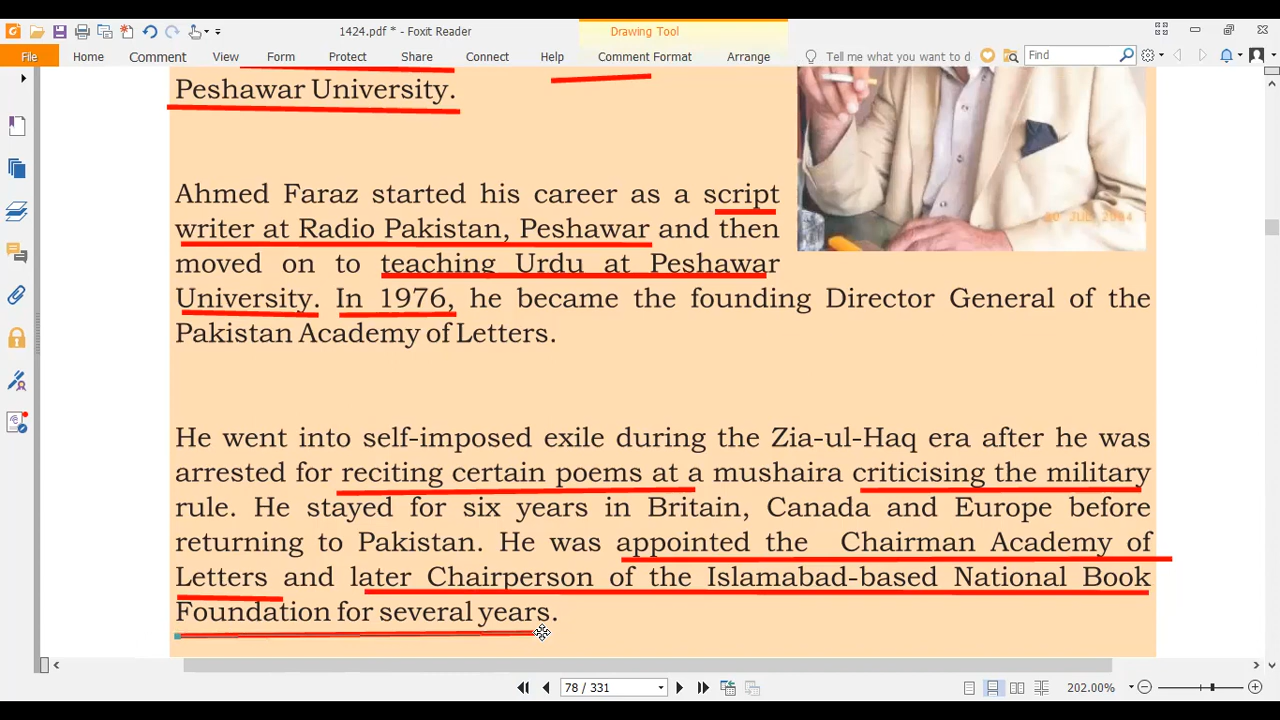 1424.pdf * - Foxit Reader
Drawing Tool
File Home Comment View Form Protect Share Connect Help Comment Format Arrange Tell me what you want to d Find
Peshawar University.
Ahmed Faraz started his career as a script
writer at Radio Pakistan, Peshawar and then
moved on to teaching Urdu at Peshawar
University. In 1976, he became the founding Director General of the
Pakistan Academy of Letters.
He went into self-imposed exile during the Zia-ul-Haq era after he was
arrested for reciting certain poems at a mushaira criticising the military
rule. He stayed for six years in Britain, Canada and Europe before
returning to Pakistan. He was appointed the Chairman Academy of
Letters and later Chairperson of the Islamabad-based National Book
Foundation for several years.
78 / 331
202.00%